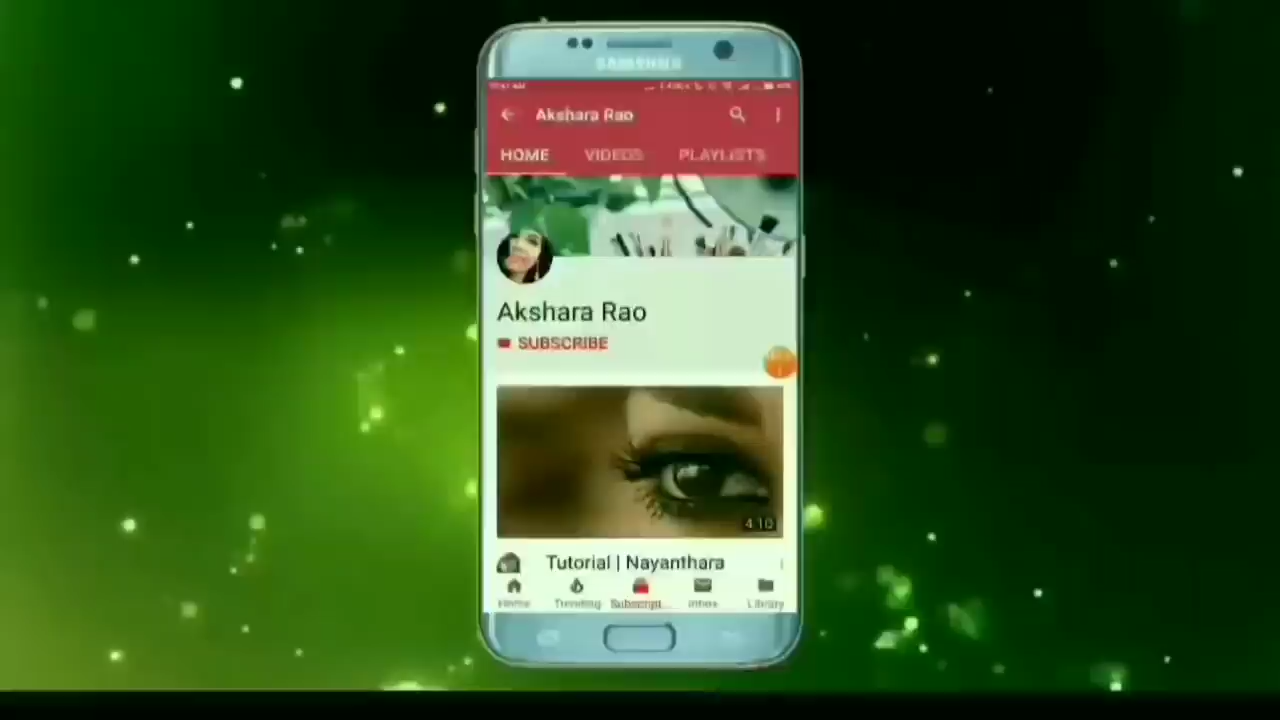 SAMSUNG
Akshara Rao
HOME VIDEOS PLAYLISTS
Akshara Rao
SUBSCRIBE
4:10
Tutorial | Nayanthara
Home Trending Subscript... Inbox Library